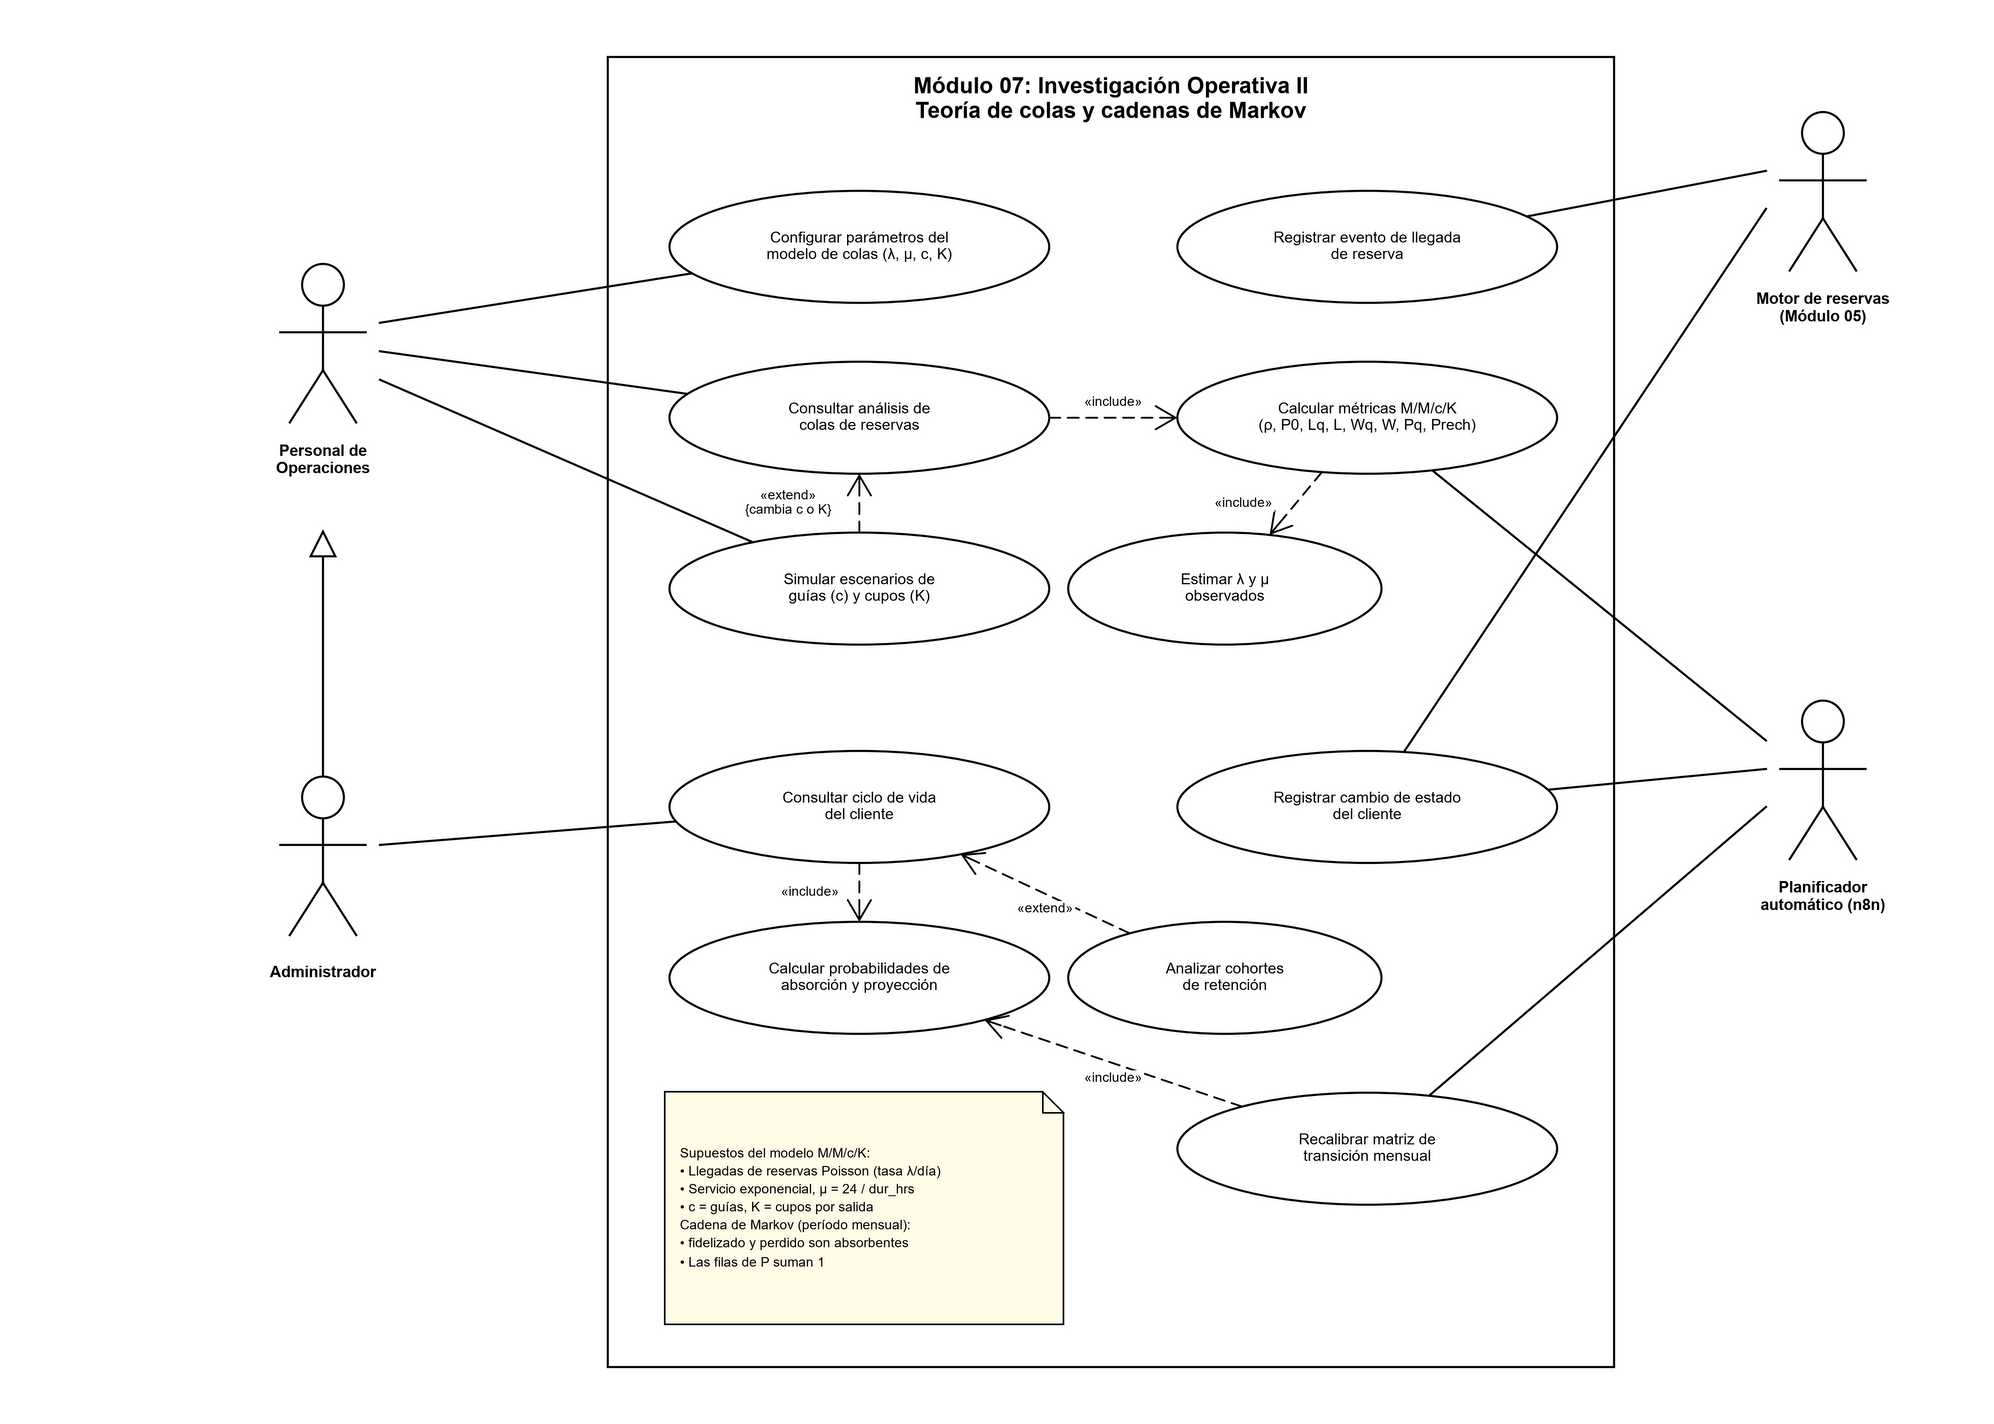 Módulo 07: Investigación Operativa II
Teoría de colas y cadenas de Markov
Configurar parámetros del
modelo de colas (λ, μ, c, K)
Registrar evento de llegada
de reserva
Motor de reservas
(Módulo 05)
Personal de
Operaciones
Consultar análisis de
colas de reservas
«include»
Calcular métricas M/M/c/K
(ρ, P0, Lq, L, Wq, W, Pq, Prech)
«extend»
{cambia c o K}
«include»
Simular escenarios de
guías (c) y cupos (K)
Estimar λ y μ
observados
Consultar ciclo de vida
del cliente
Registrar cambio de estado
del cliente
Planificador
automático (n8n)
Administrador
«include»
«extend»
Calcular probabilidades de
absorción y proyección
Analizar cohortes
de retención
«include»
Recalibrar matriz de
transición mensual
Supuestos del modelo M/M/c/K:
• Llegadas de reservas Poisson (tasa λ/día)
• Servicio exponencial, μ = 24 / dur_hrs
• c = guías, K = cupos por salida
Cadena de Markov (período mensual):
• fidelizado y perdido son absorbentes
• Las filas de P suman 1